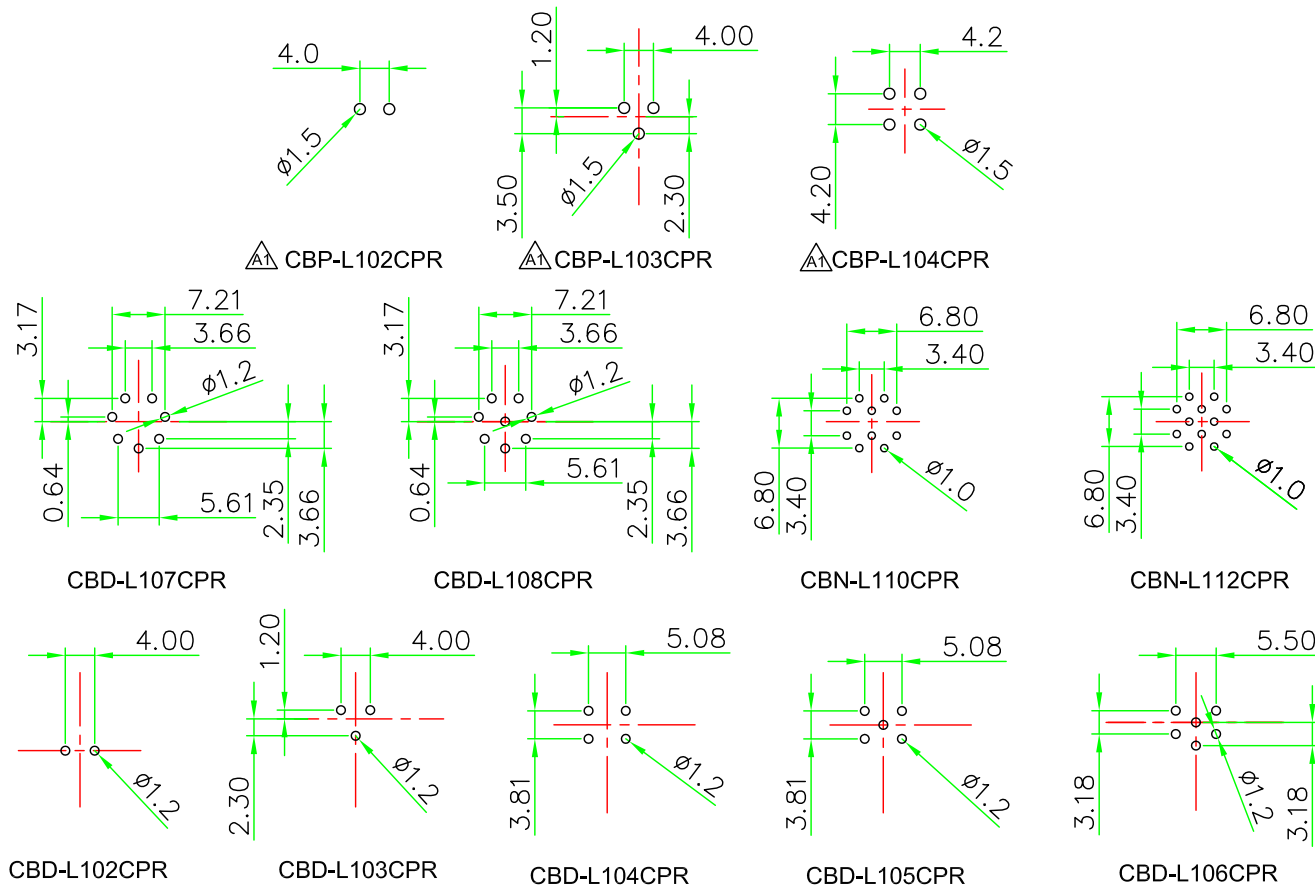 4.0
ø1.5
A1 CBP-L102CPR
1.20
4.00
3.50
ø1.5
2.30
A1 CBP-L103CPR
4.2
4.20
ø1.5
A1 CBP-L104CPR
3.17
7.21
3.66
ø1.2
0.64
5.61
2.35
3.66
CBD-L107CPR
3.17
7.21
3.66
ø1.2
0.64
5.61
2.35
3.66
CBD-L108CPR
6.80
3.40
6.80
3.40
ø1.0
CBN-L110CPR
6.80
3.40
6.80
3.40
ø1.0
CBN-L112CPR
4.00
ø1.2
CBD-L102CPR
1.20
4.00
2.30
ø1.2
CBD-L103CPR
5.08
3.81
ø1.2
CBD-L104CPR
5.08
3.81
ø1.2
CBD-L105CPR
5.50
3.18
ø1.2
3.18
CBD-L106CPR